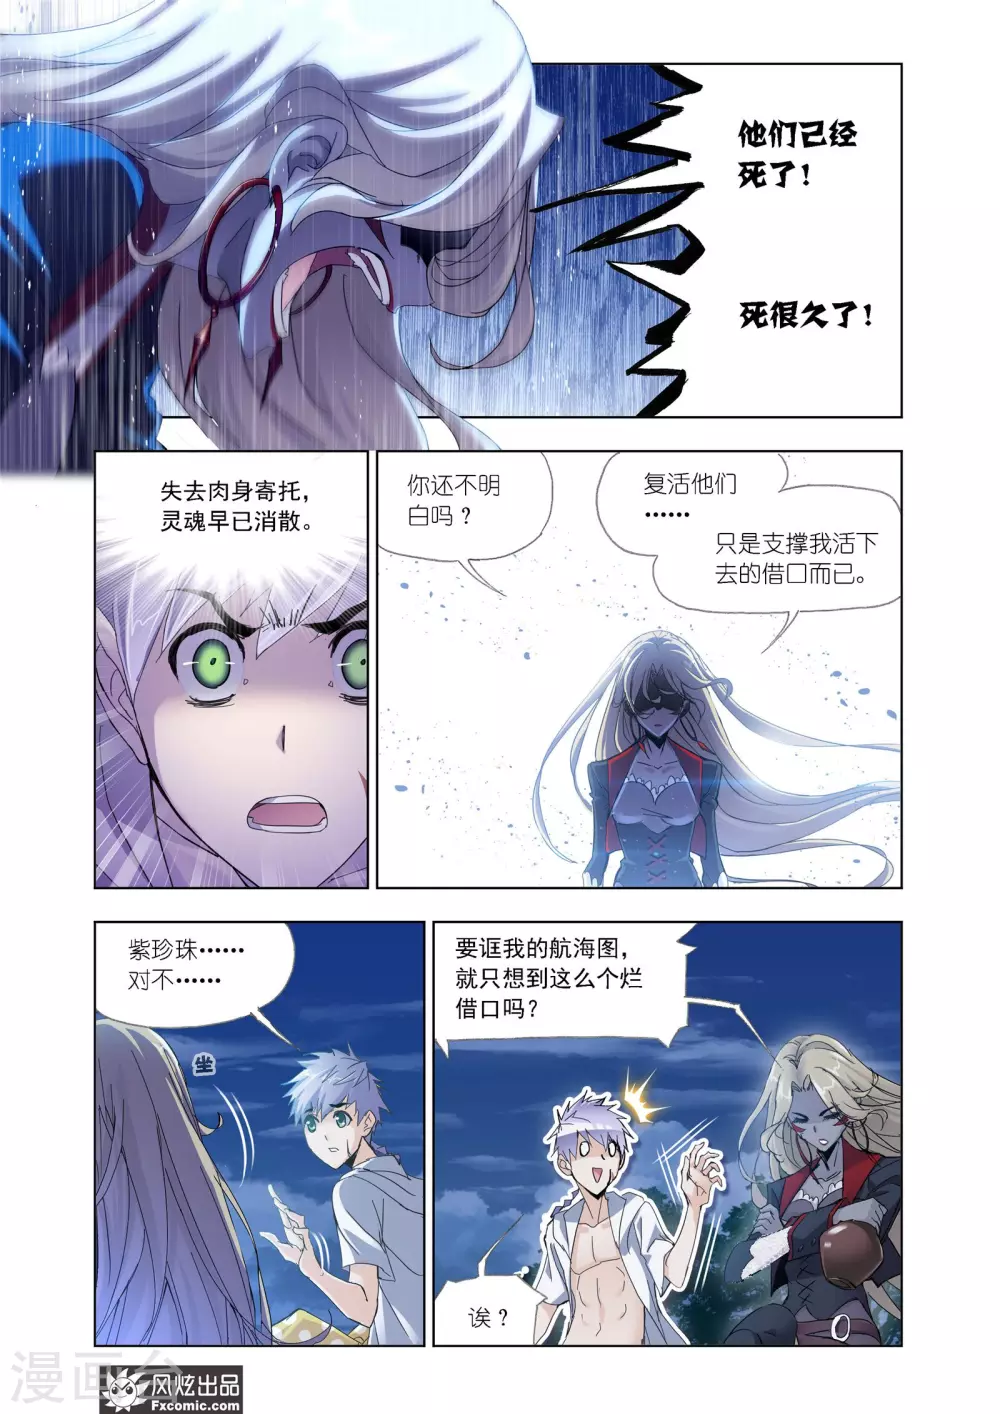 他们已经
死了！
死很久了！
失去肉身寄托，
灵魂早已消散。
你还不明
白吗？
复活他们
……
只是支撑我活下
去的借口而已。
紫珍珠……
对不……
坐
要诓我的航海图，
就只想到这么个烂
借口吗？
诶？
漫画台
风炫出品
Fxcomic.com